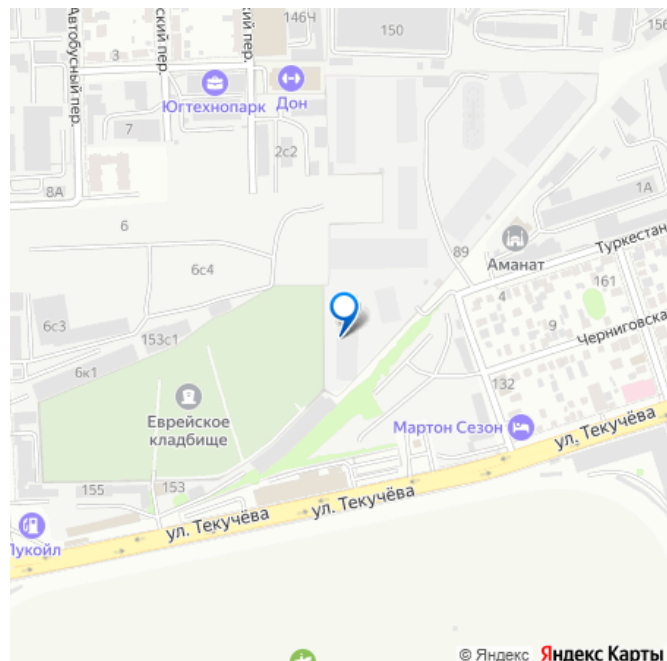 146Ч
150
156
Автобусный пер.
ский пер.
ский пер.
3
Югтехнопарк
Дон
7
2с2
8А
1А
6
89
Аманат
Туркестан
6с4
161
4
6с3
153с1
9
Черниговска
6к1
132
Еврейское
кладбище
Мартон Сезон
ул. Текучёва
155
153
ул. Текучёва
ул. Текучёва
Лукойл
© Яндекс Яндекс Карты